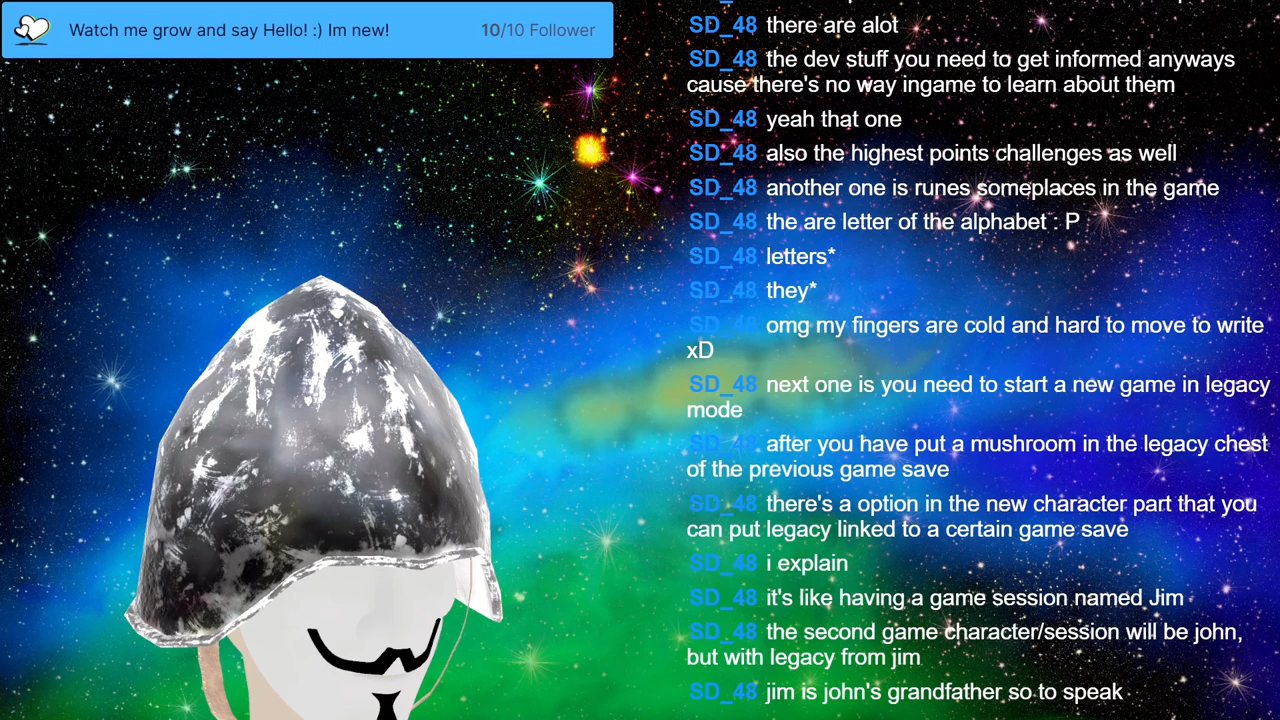 Watch me grow and say Hello! :) Im new! 10/10 Follower
SD_48 there are alot
SD_48 the dev stuff you need to get informed anyways
cause there's no way ingame to learn about them
SD_48 yeah that one
SD_48 also the highest points challenges as well
SD_48 another one is runes someplaces in the game
SD_48 the are letter of the alphabet : P
SD_48 letters*
SD_48 they*
SD_48 omg my fingers are cold and hard to move to write
xD
SD_48 next one is you need to start a new game in legacy
mode
SD_48 after you have put a mushroom in the legacy chest
of the previous game save
SD_48 there's a option in the new character part that you
can put legacy linked to a certain game save
SD_48 i explain
SD_48 it's like having a game session named Jim
SD_48 the second game character/session will be john,
but with legacy from jim
SD_48 jim is john's grandfather so to speak